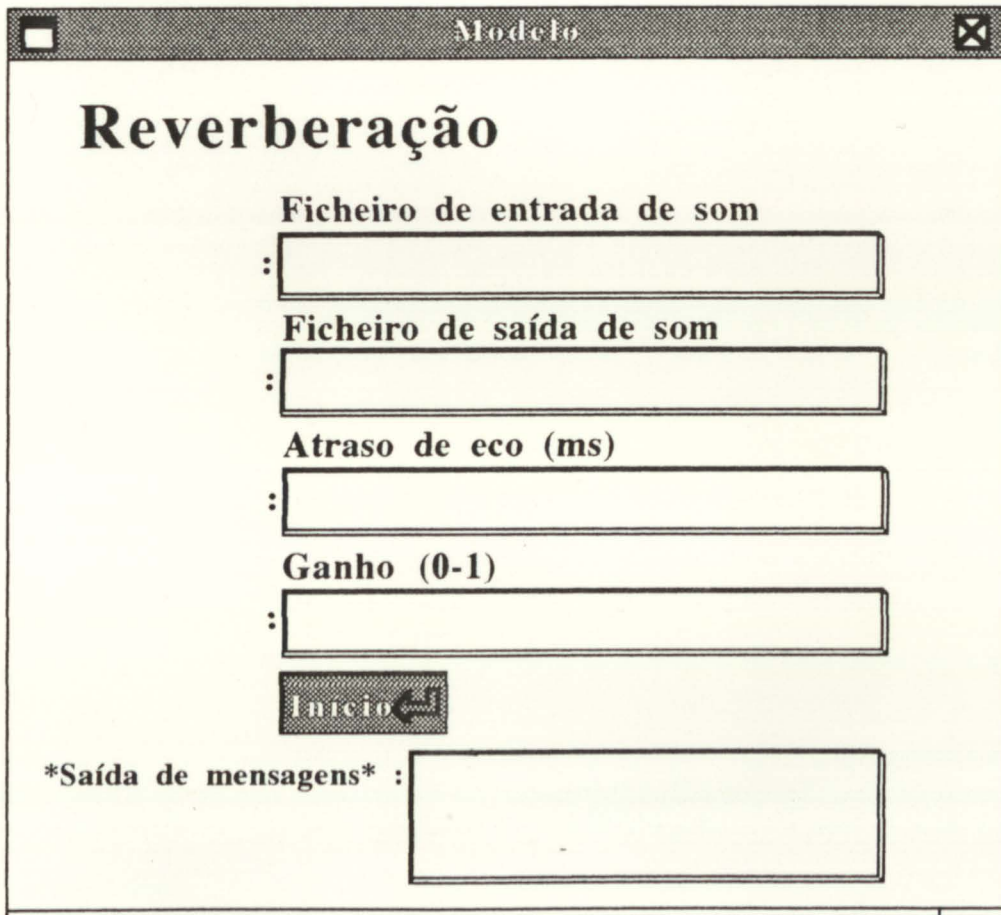 Modelo
Reverberação
Ficheiro de entrada de som
:
Ficheiro de saída de som
:
Atraso de eco (ms)
:
Ganho (0-1)
:
Início
*Saída de mensagens* :